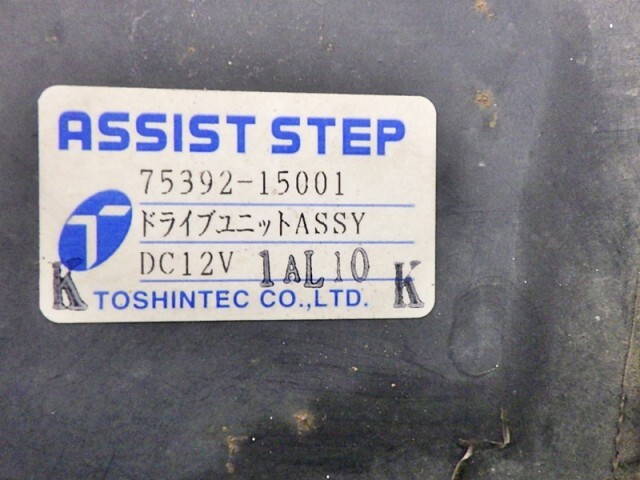 ASSIST STEP
75392-15001
ドライブユニットASSY
DC12V 1AL10
K TOSHINTEC CO.,LTD. K